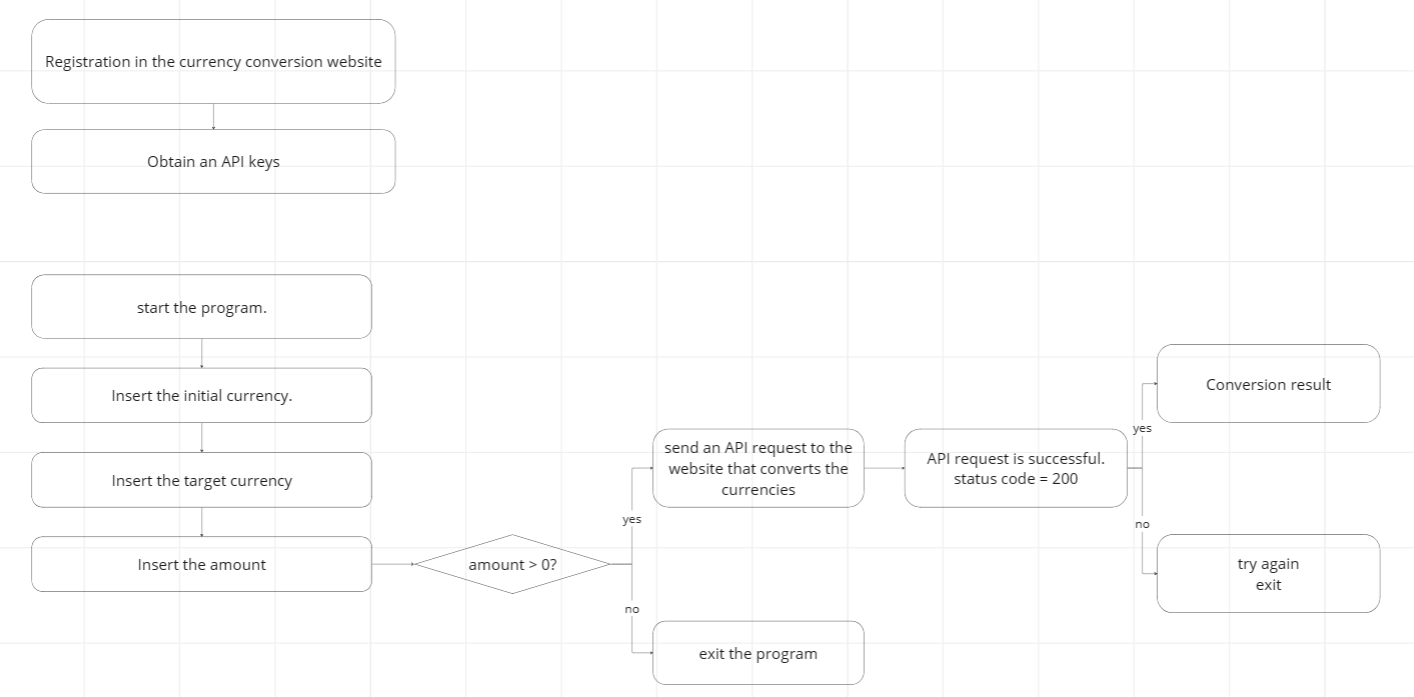 Registration in the currency conversion website
Obtain an API keys
start the program.
Insert the initial currency.
Insert the target currency
Insert the amount
amount > 0?
yes
no
send an API request to the
website that converts the
currencies
exit the program
API request is successful.
status code = 200
yes
no
Conversion result
try again
exit